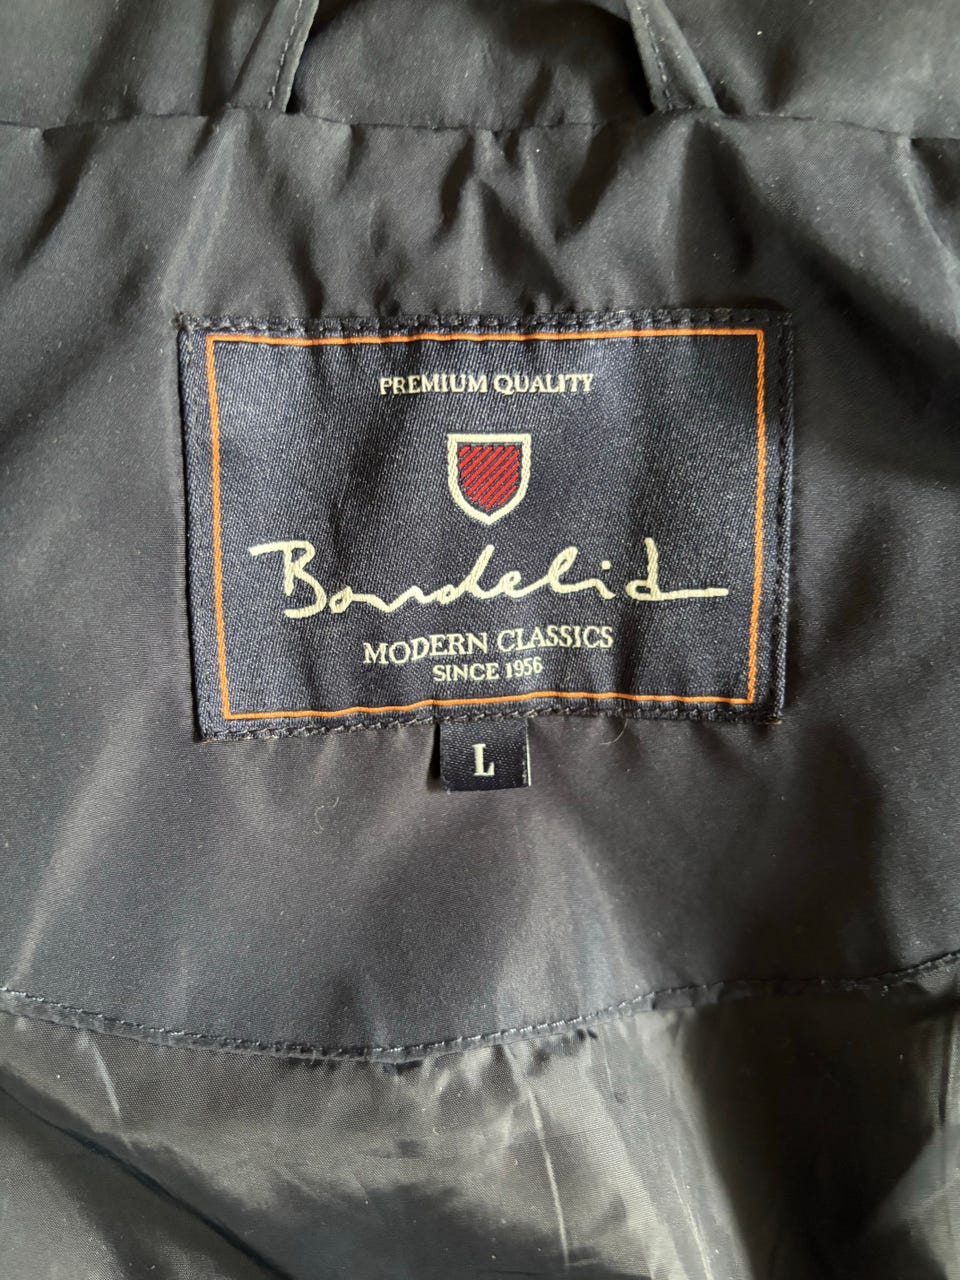 PREMIUM QUALITY
Bondelid
MODERN CLASSICS
SINCE 1956
L